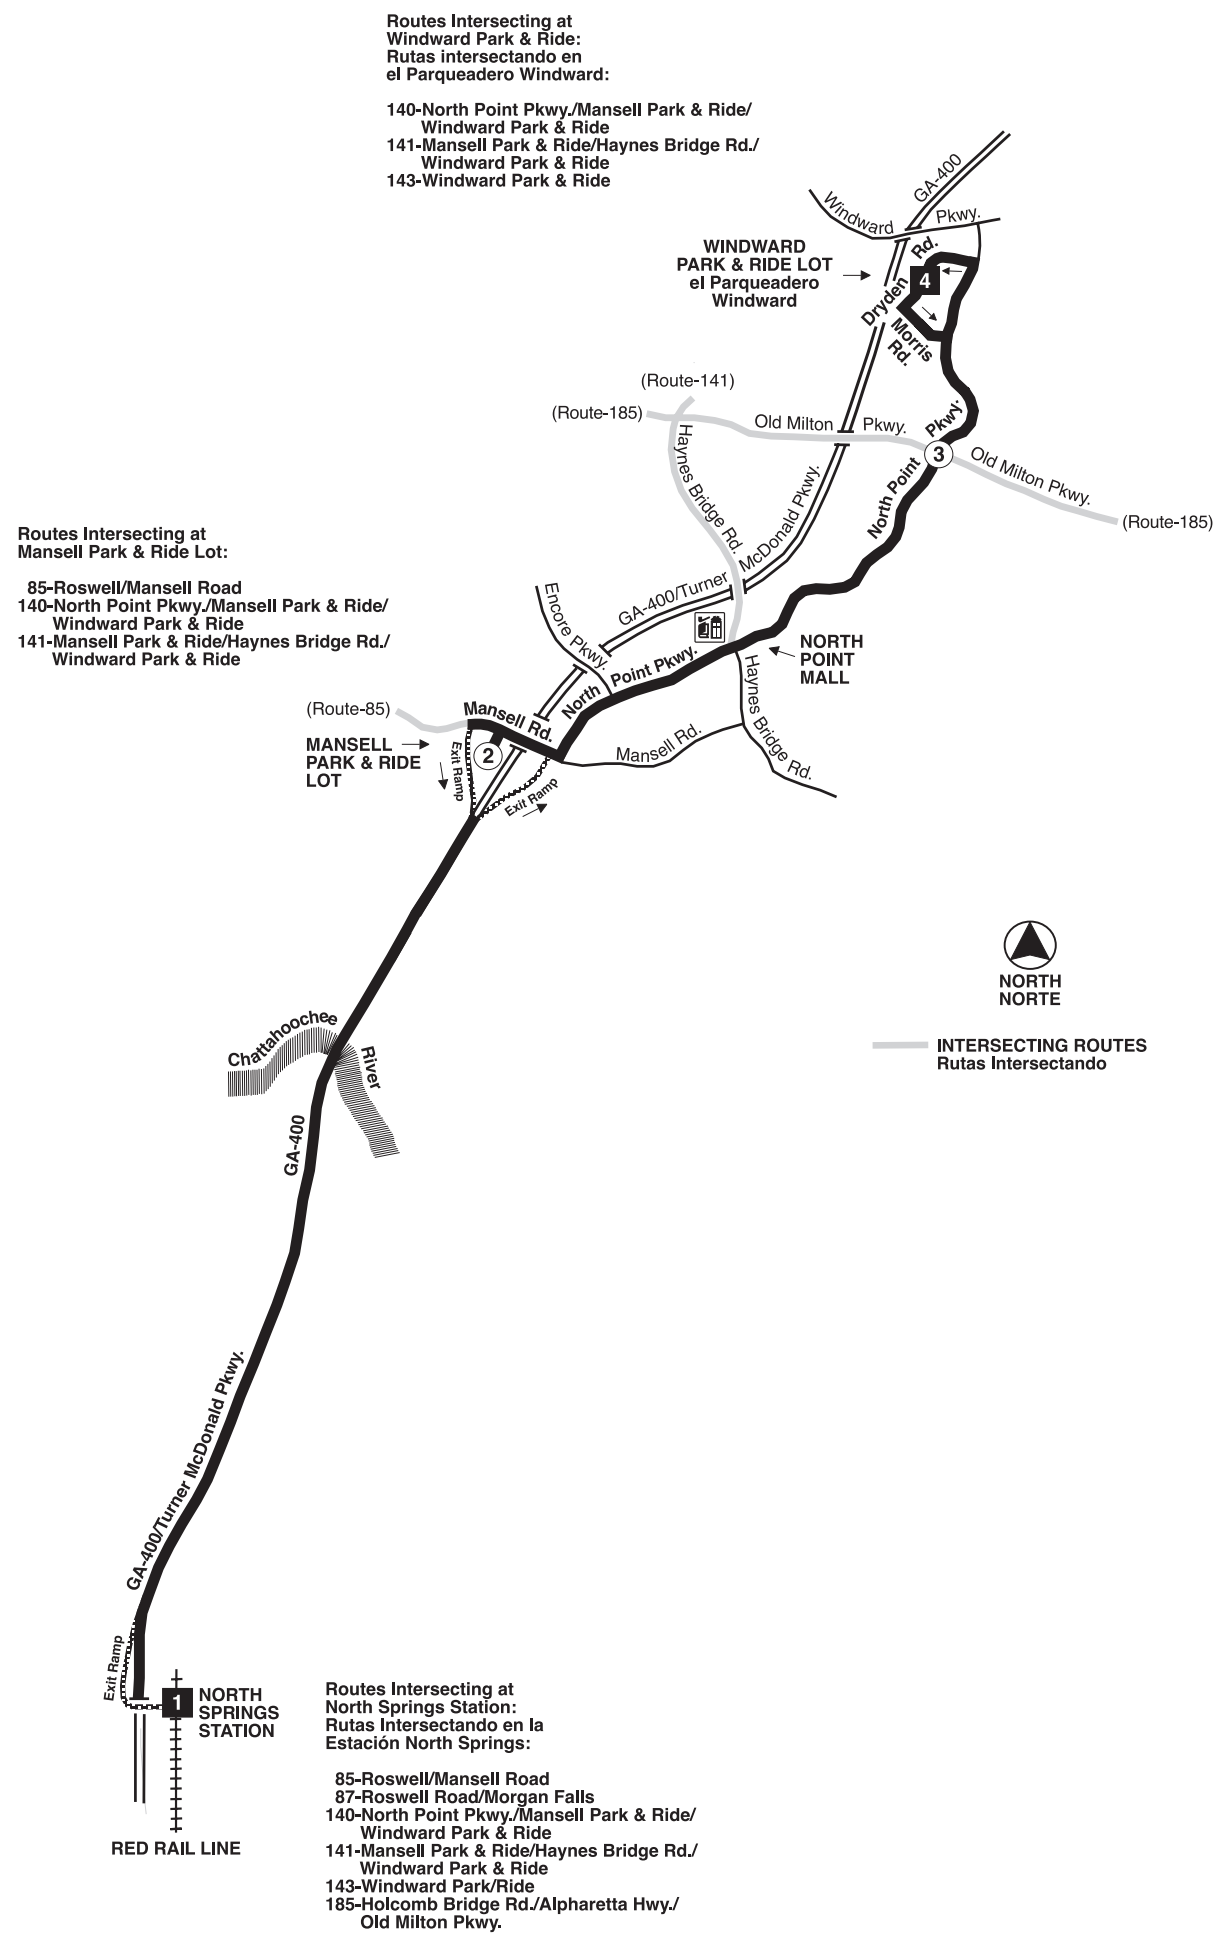 Routes Intersecting at
Windward Park & Ride:
Rutas intersectando en
el Parqueadero Windward:
140-North Point Pkwy./Mansell Park & Ride/
Windward Park & Ride
141-Mansell Park & Ride/Haynes Bridge Rd./
Windward Park & Ride
143-Windward Park & Ride
GA-400
Windward Pkwy.
WINDWARD
PARK & RIDE LOT
el Parqueadero
Windward
Dryden Rd.
4
Morris
Rd.
(Route-141)
(Route-185)
Old Milton Pkwy.
North Point Pkwy.
3
Old Milton Pkwy.
(Route-185)
Haynes Bridge Rd.
GA-400/Turner McDonald Pkwy.
Routes Intersecting at
Mansell Park & Ride Lot:
85-Roswell/Mansell Road
140-North Point Pkwy./Mansell Park & Ride/
Windward Park & Ride
141-Mansell Park & Ride/Haynes Bridge Rd./
Windward Park & Ride
Encore Pkwy.
North Point Pkwy.
NORTH
POINT
MALL
Haynes Bridge Rd.
(Route-85)
Mansell Rd.
Mansell Rd.
MANSELL
PARK & RIDE
LOT
2
Exit Ramp
Exit Ramp
NORTH
NORTE
INTERSECTING ROUTES
Rutas Intersectando
Chattahoochee River
GA-400
GA-400/Turner McDonald Pkwy.
Exit Ramp
1
NORTH
SPRINGS
STATION
RED RAIL LINE
Routes Intersecting at
North Springs Station:
Rutas Intersectando en la
Estación North Springs:
85-Roswell/Mansell Road
87-Roswell Road/Morgan Falls
140-North Point Pkwy./Mansell Park & Ride/
Windward Park & Ride
141-Mansell Park & Ride/Haynes Bridge Rd./
Windward Park & Ride
143-Windward Park/Ride
185-Holcomb Bridge Rd./Alpharetta Hwy./
Old Milton Pkwy.